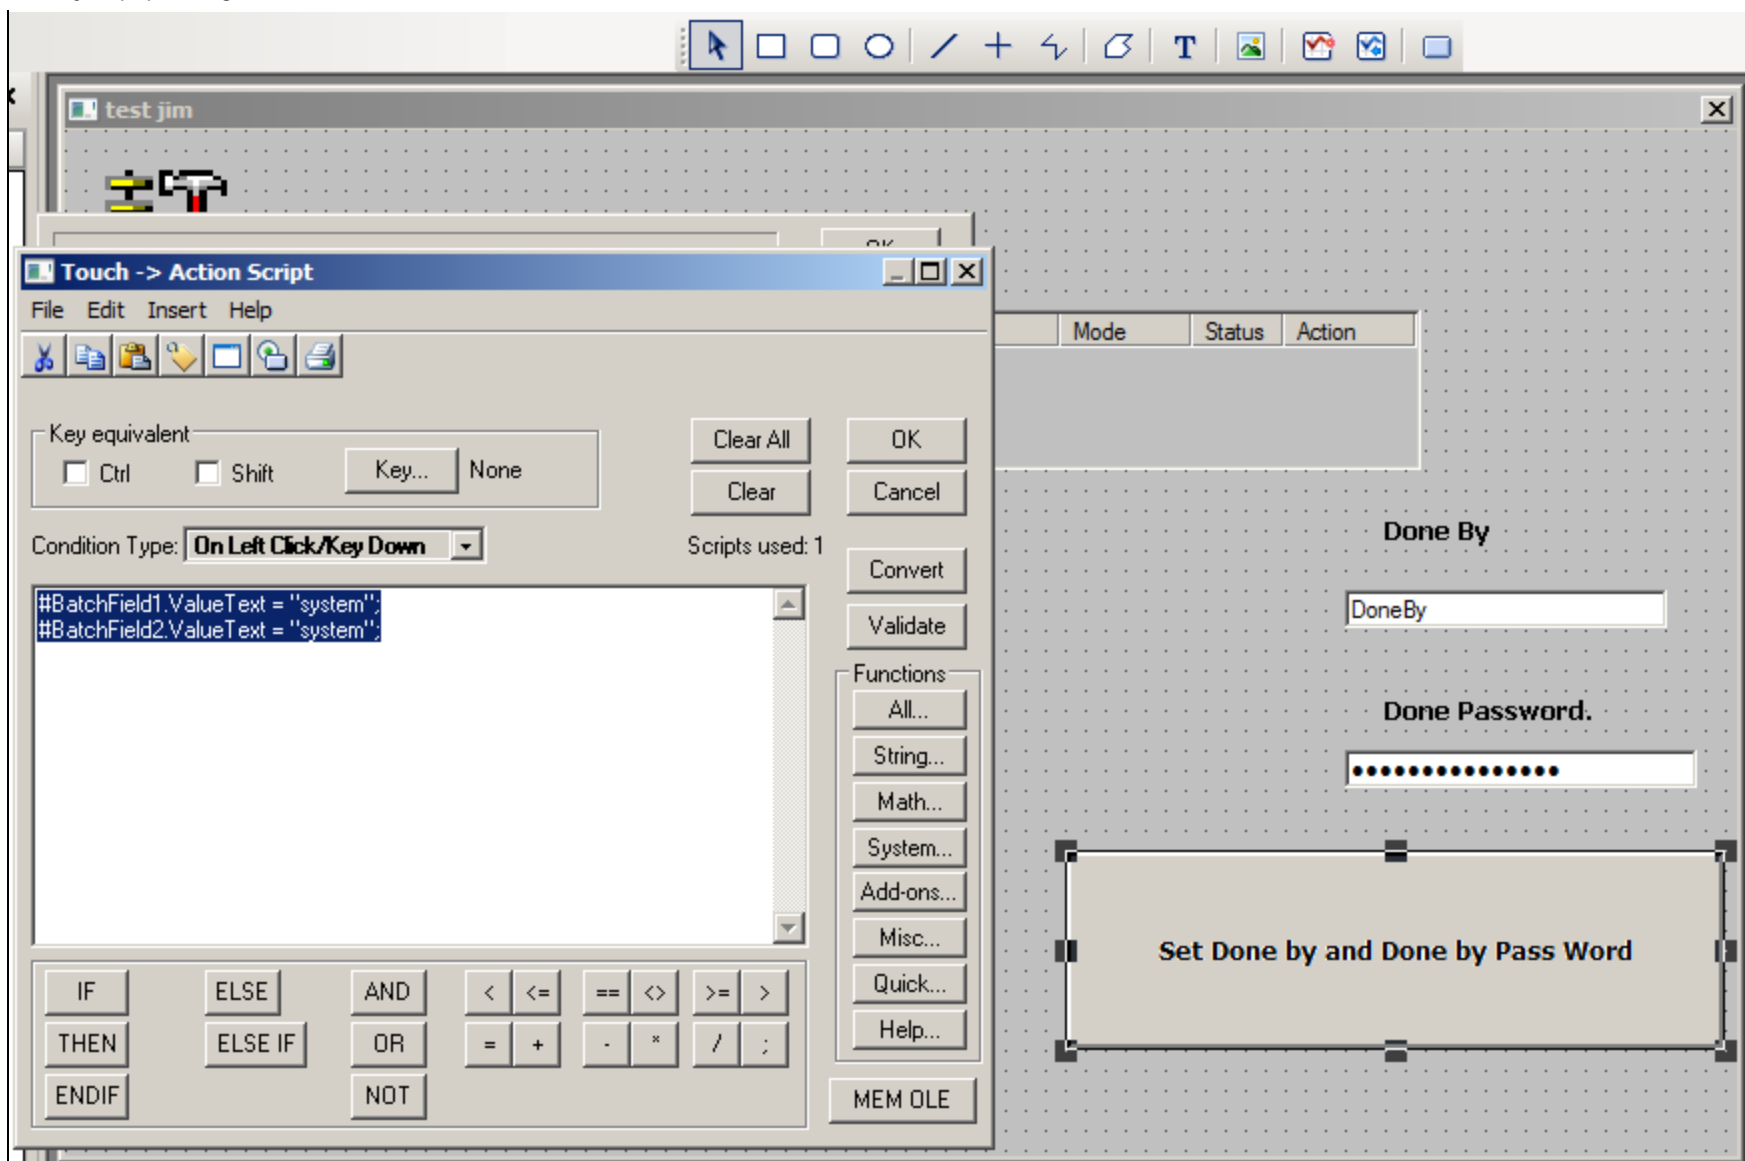 test jim
Touch -> Action Script
File Edit Insert Help
Mode Status Action
Key equivalent
Ctrl Shift Key... None
Clear All OK
Clear Cancel
Condition Type: On Left Click/Key Down Scripts used: 1
Convert
Validate
#BatchField1.ValueText = "system";
#BatchField2.ValueText = "system";
Functions
All...
String...
Math...
System...
Add-ons...
Misc...
Quick...
Help...
IF ELSE AND < <= == <> >= >
THEN ELSE IF OR = + - * / ;
ENDIF NOT MEM OLE
Done By
DoneBy
Done Password.
Set Done by and Done by Pass Word